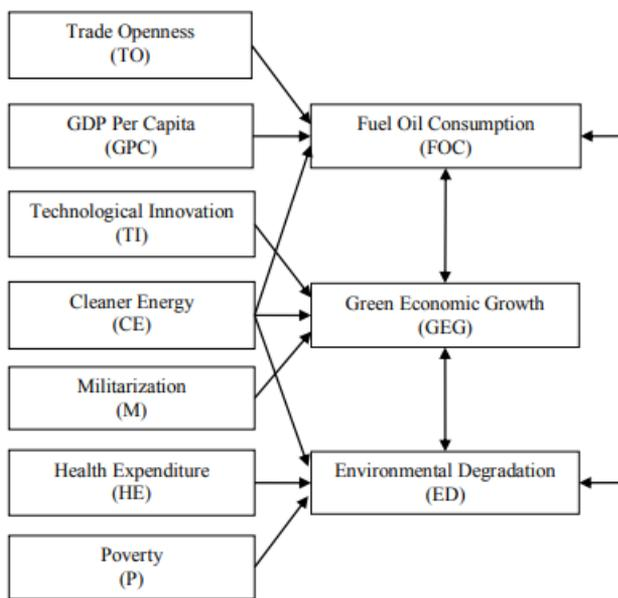 Trade Openness
(TO)
GDP Per Capita
(GPC)
Fuel Oil Consumption
(FOC)
Technological Innovation
(TI)
Cleaner Energy
(CE)
Green Economic Growth
(GEG)
Militarization
(M)
Health Expenditure
(HE)
Environmental Degradation
(ED)
Poverty
(P)